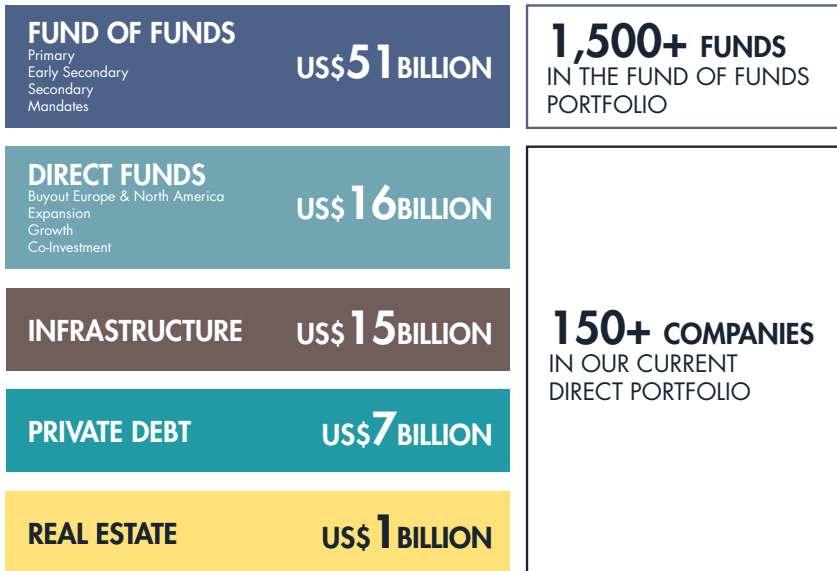 FUND OF FUNDS
Primary
Early Secondary
Secondary
Mandates
US$51BILLION
1,500+ FUNDS
IN THE FUND OF FUNDS
PORTFOLIO
DIRECT FUNDS
Buyout Europe & North America
Expansion
Growth
Co-Investment
US$16BILLION
INFRASTRUCTURE
US$15BILLION
PRIVATE DEBT
US$7BILLION
REAL ESTATE
US$1BILLION
150+ COMPANIES
IN OUR CURRENT
DIRECT PORTFOLIO